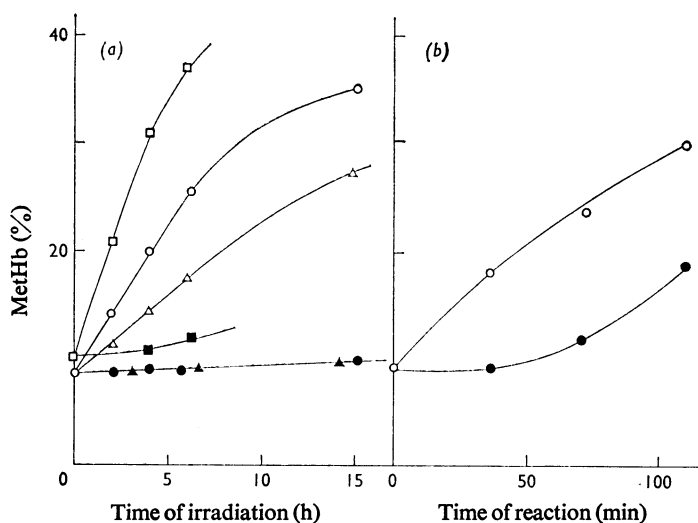 (a)
(b)
40
20
MetHb (%)
0
5
10
15
0
50
100
Time of irradiation (h)
Time of reaction (min)